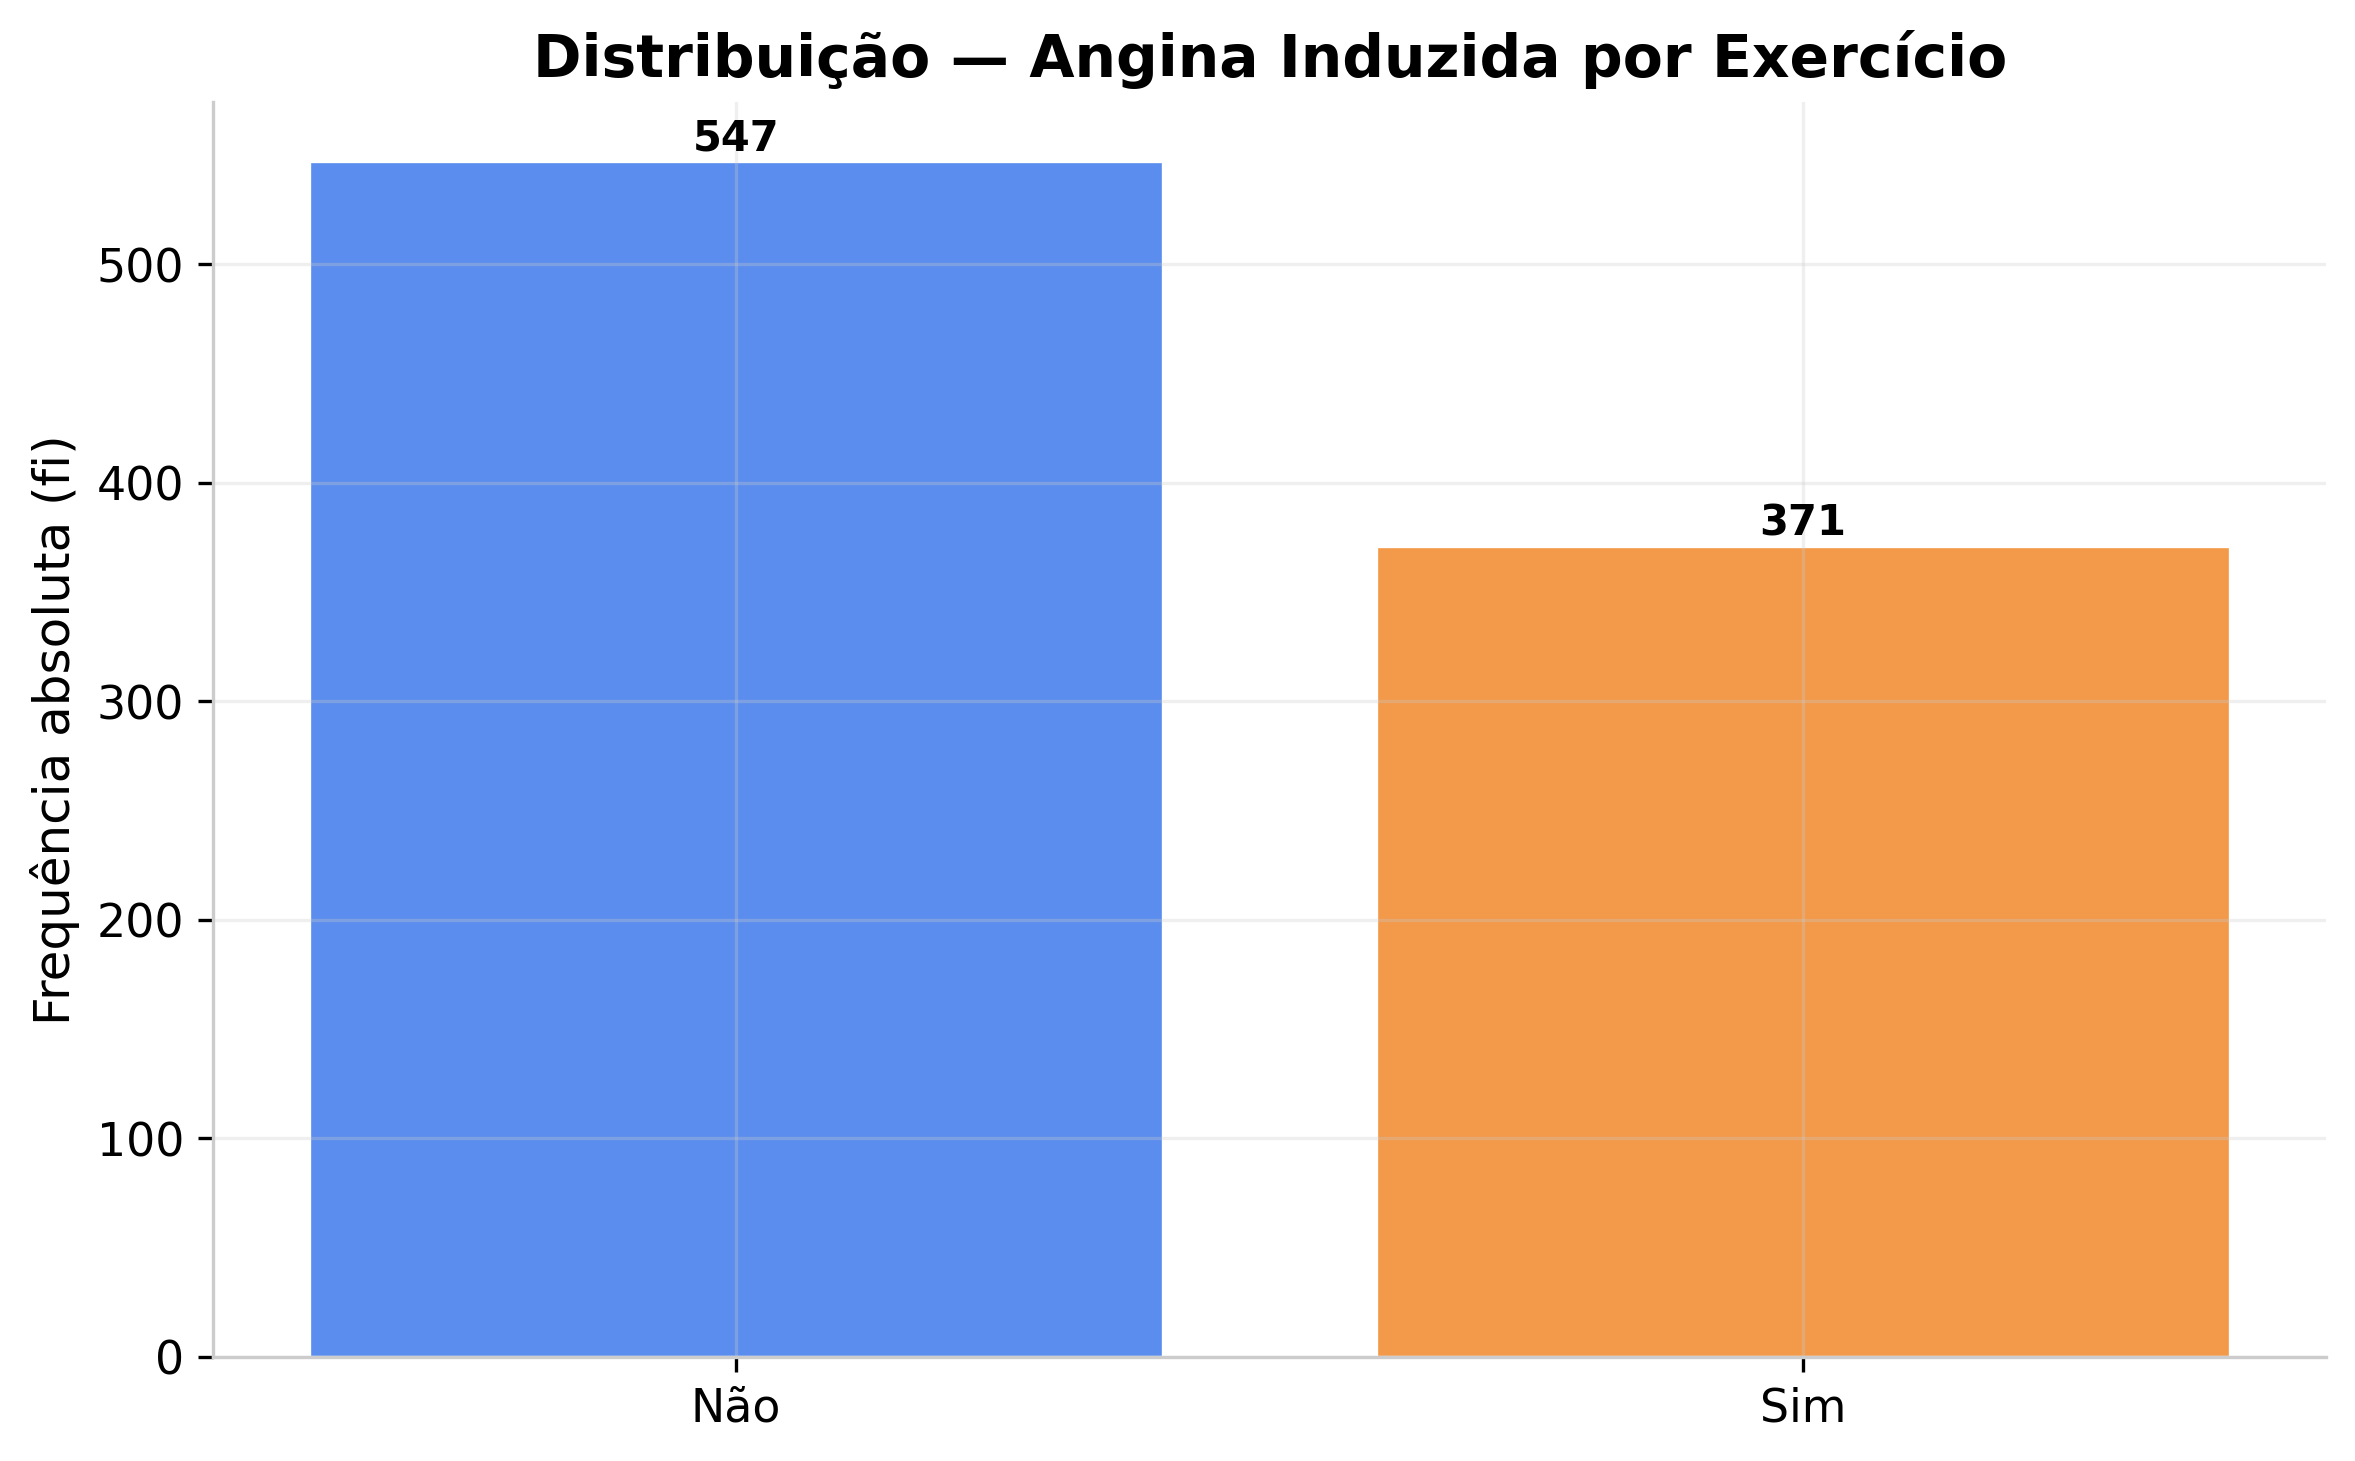 Distribuição — Angina Induzida por Exercício
547
371
Frequência absoluta (fi)
500
400
300
200
100
0
Não
Sim